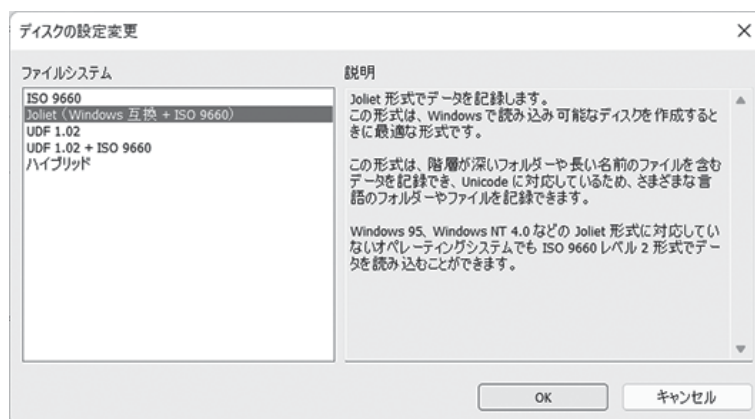 ディスクの設定変更
ファイルシステム
ISO 9660
Joliet（Windows 互換 + ISO 9660）
UDF 1.02
UDF 1.02 + ISO 9660
ハイブリッド
説明
Joliet 形式でデータを記録します。
この形式は、Windows で読み込み可能なディスクを作成すると
きに最適な形式です。
この形式は、階層が深いフォルダーや長い名前のファイルを含む
データを記録でき、Unicode に対応しているため、さまざまな言
語のフォルダーやファイルを記録できます。
Windows 95、Windows NT 4.0 などの Joliet 形式に対応してい
ないオペレーティングシステムでも ISO 9660 レベル 2 形式でデー
タを読み込むことができます。
OK
キャンセル